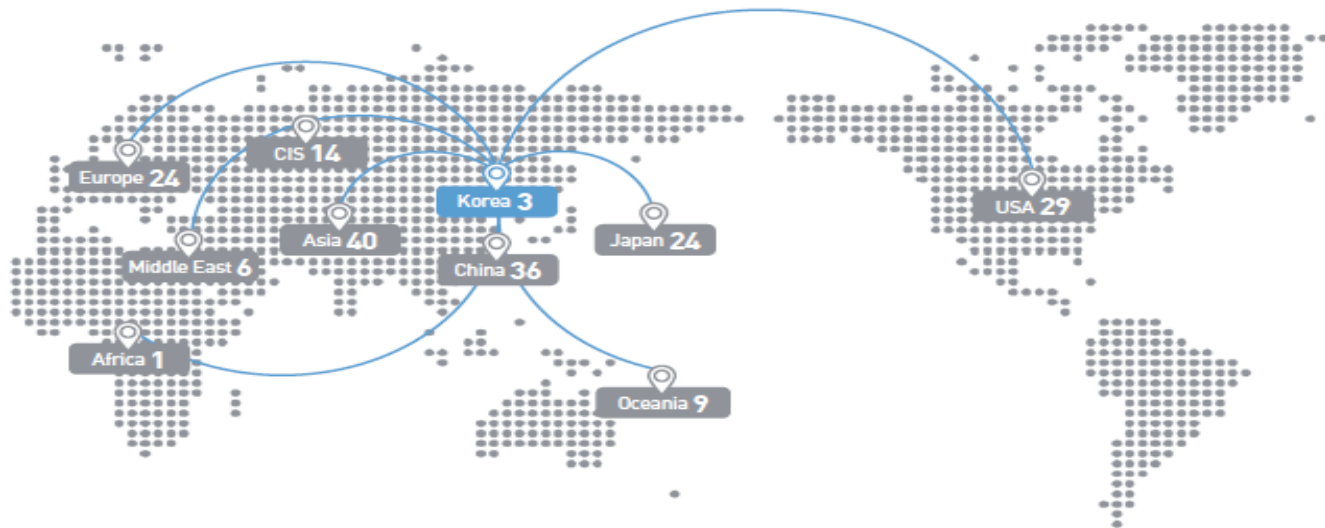 CIS 14
Europe 24
Korea 3
USA 29
Asia 40
Japan 24
Middle East 6
China 36
Africa 1
Oceania 9